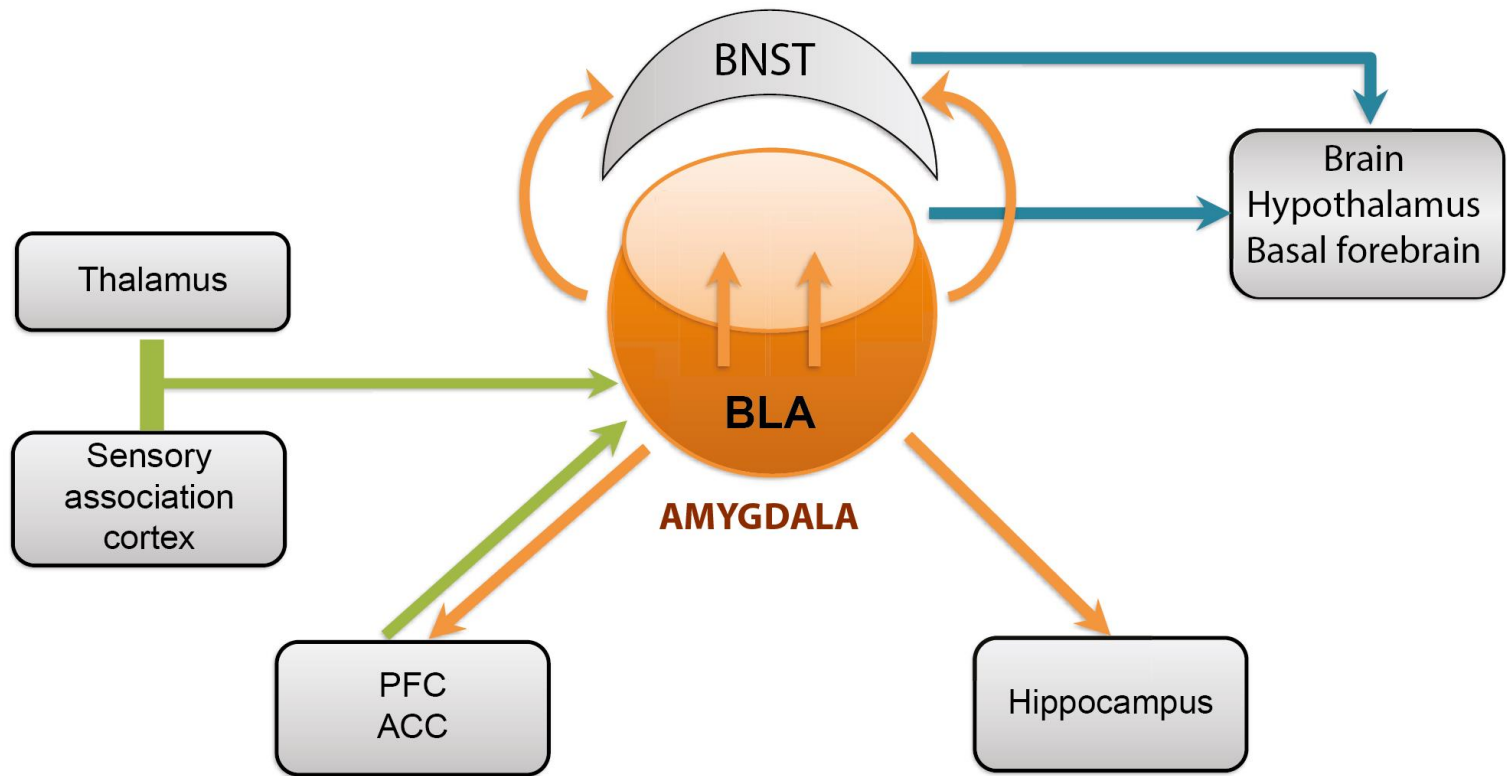 BNST
Brain
Hypothalamus
Basal forebrain
Thalamus
BLA
Sensory
association
cortex
AMYGDALA
PFC
ACC
Hippocampus